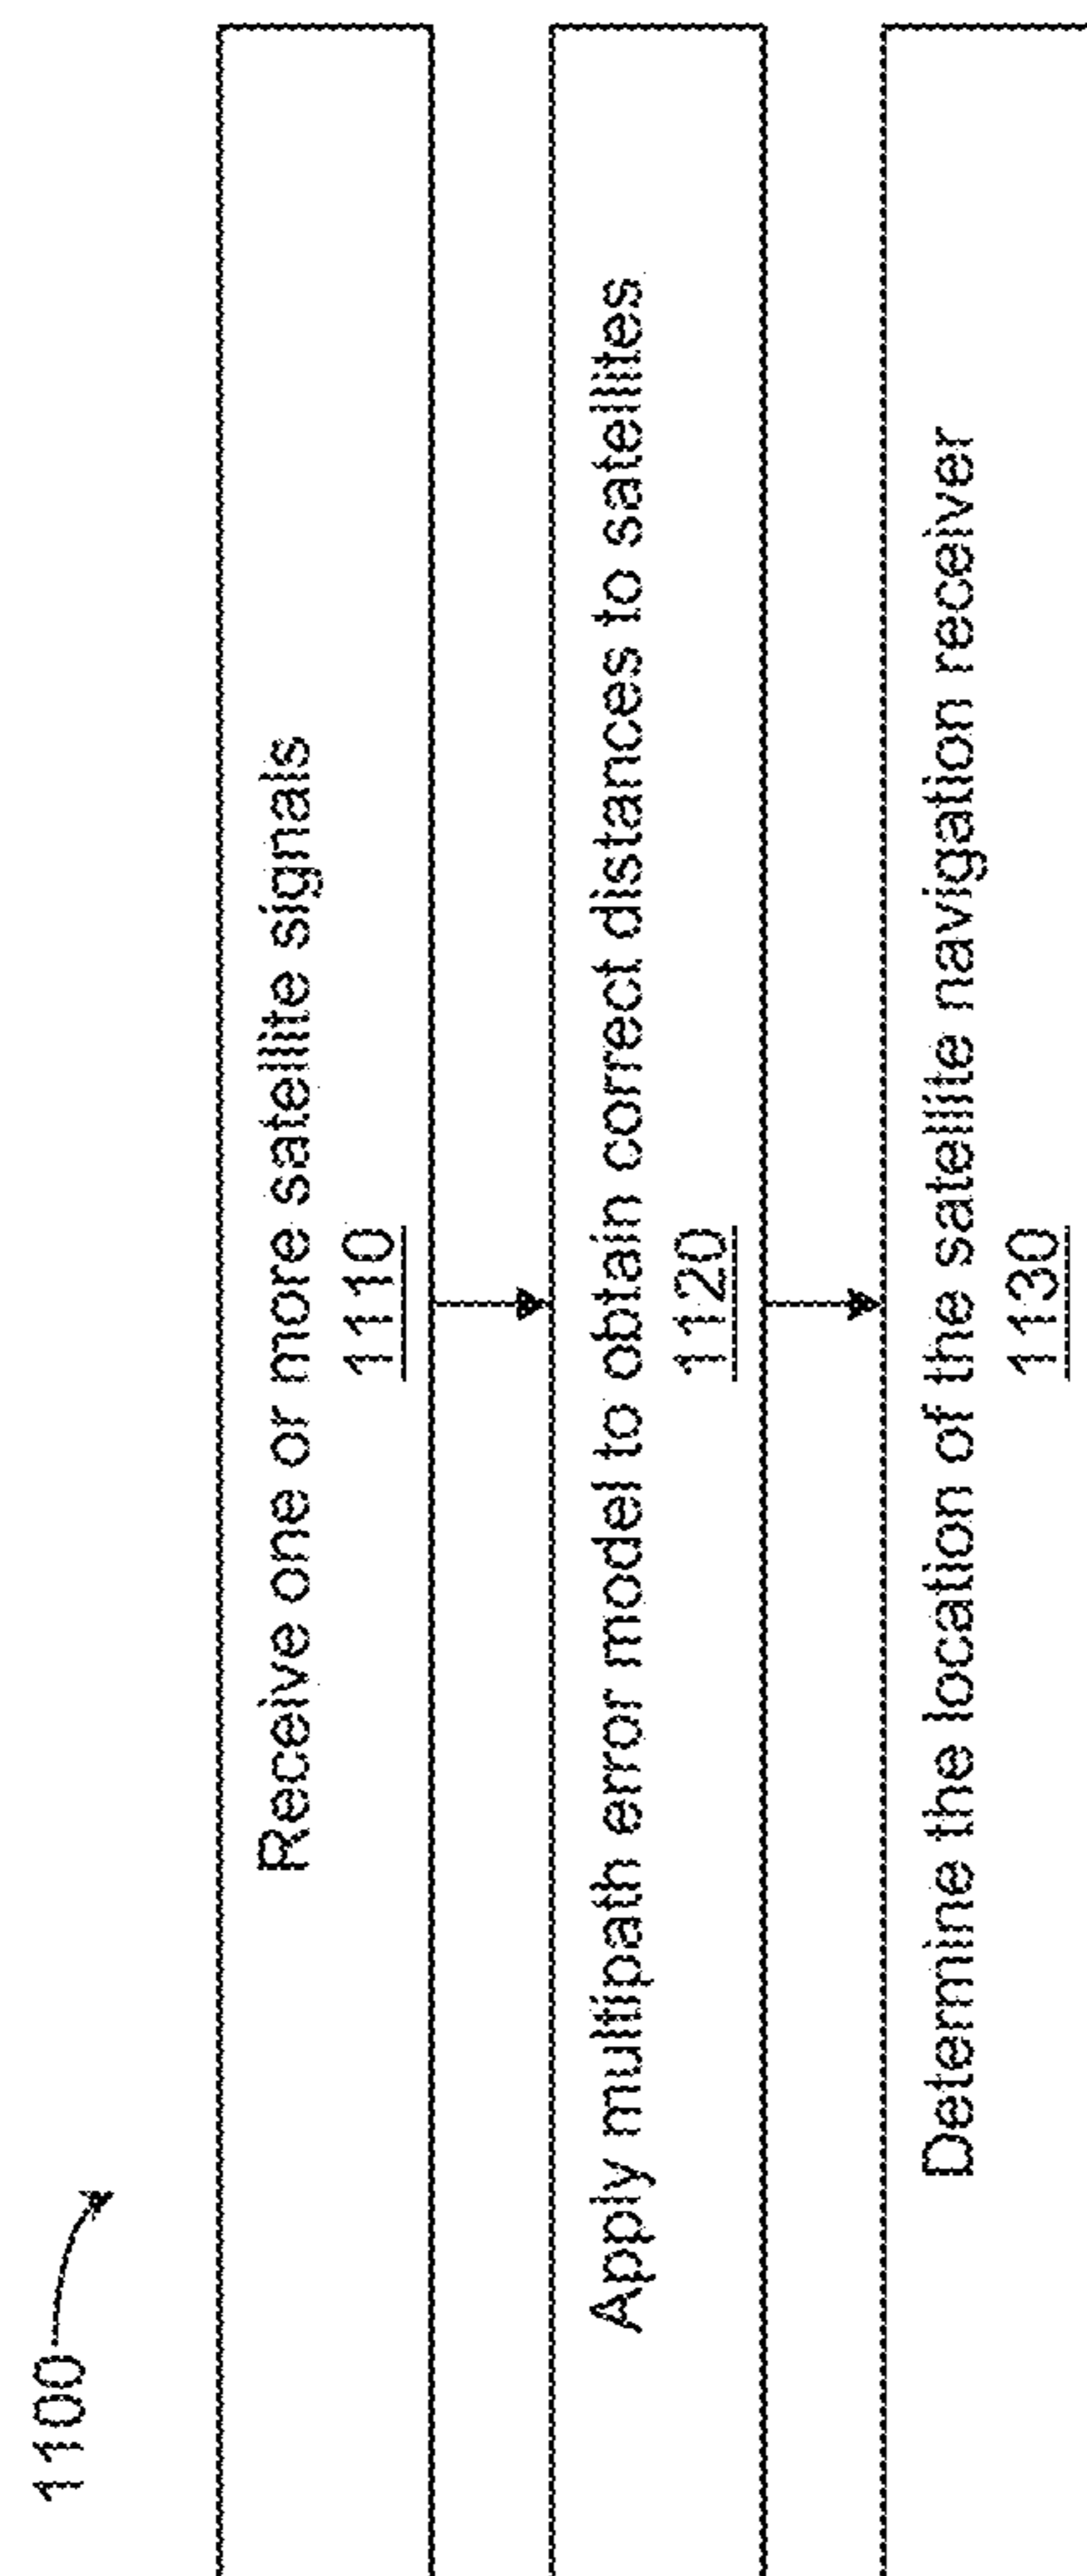 1100
Receive one or more satellite signals
1110
Apply multipath error model to obtain correct distances to satellites
1120
Determine the location of the satellite navigation receiver
1130